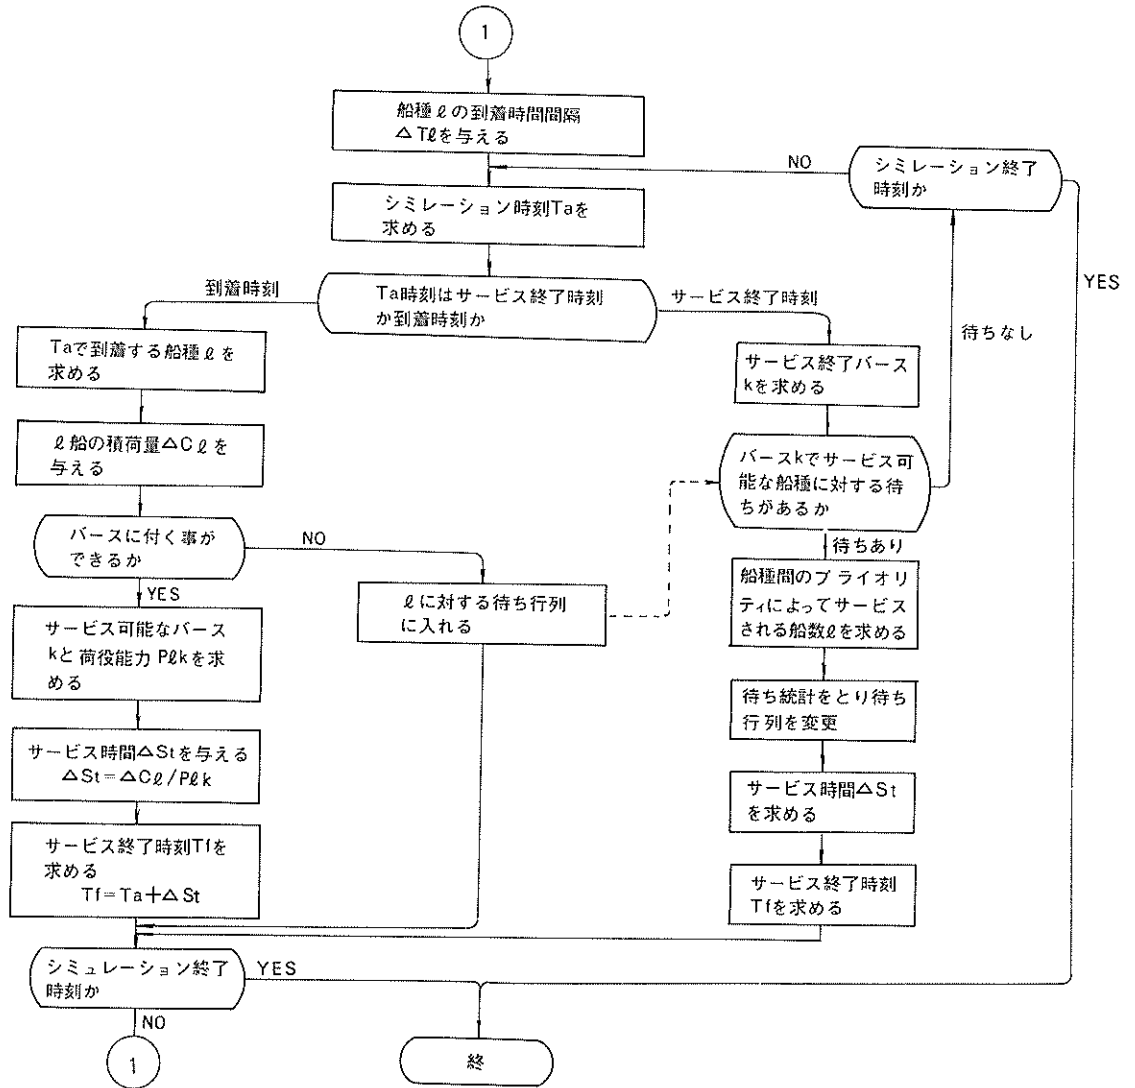 1
船種ℓの到着時間間隔
△Tℓを与える
NO
シミレーション終了
時刻か
シミレーション時刻Taを
求める
YES
到着時刻
Ta時刻はサービス終了時刻
か到着時刻か
サービス終了時刻
待ちなし
Taで到着する船種ℓを
求める
サービス終了バース
kを求める
ℓ船の積荷量△Cℓを
与える
バースkでサービス可
能な船種に対する待
ちがあるか
バースに付く事が
できるか
NO
待ちあり
YES
ℓに対する待ち行列
に入れる
船種間のプライオリ
ティによってサービス
される船数ℓを求める
サービス可能なバース
kと荷役能力Pℓkを求
める
待ち統計をとり待ち
行列を変更
サービス時間△Stを与える
△St=△Cℓ/Pℓk
サービス時間△St
を求める
サービス終了時刻Tfを
求める
Tf=Ta+△St
サービス終了時刻
Tfを求める
シミュレーション終了
時刻か
YES
NO
1
終